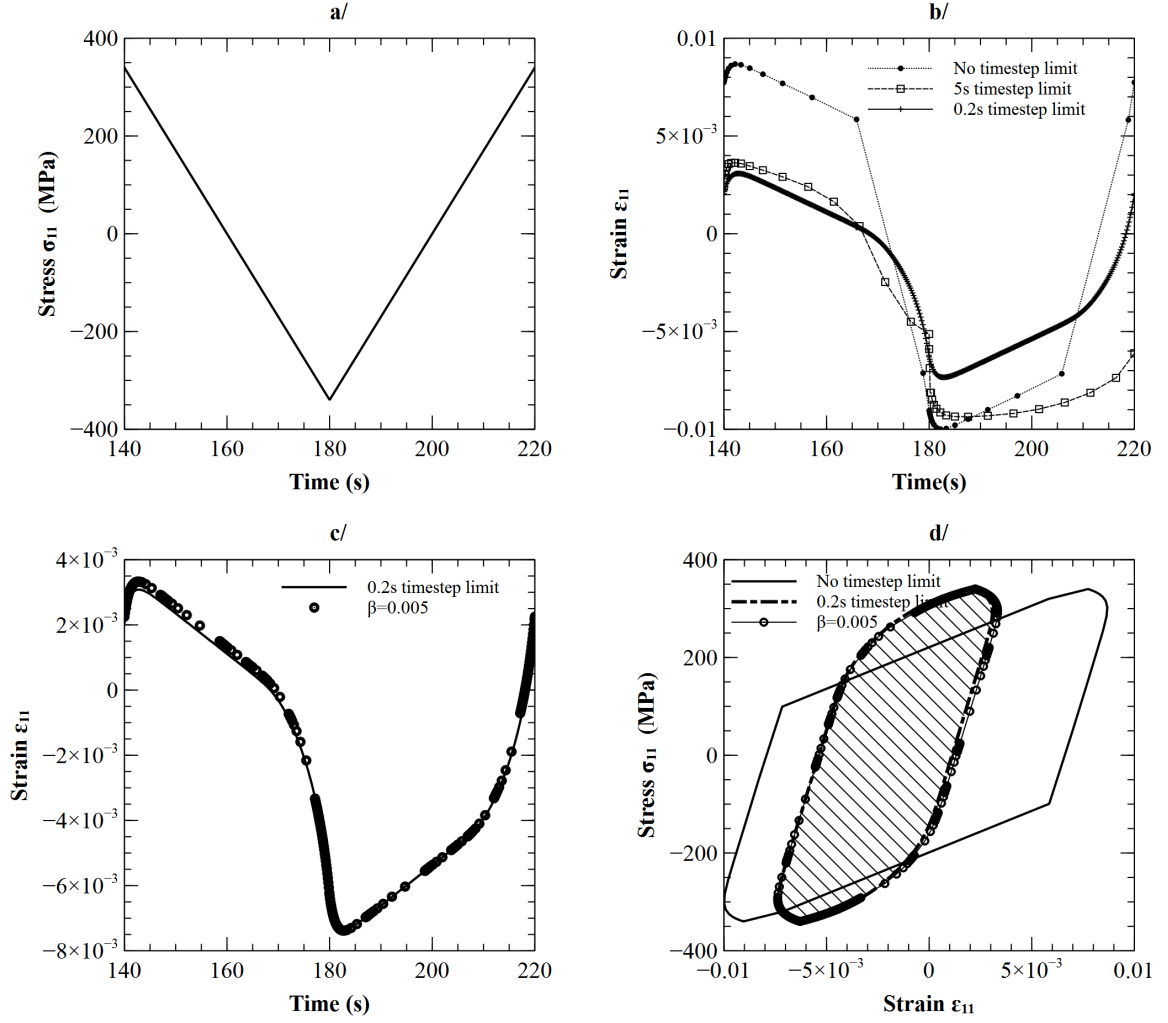 a/
400
200
0
−200
−400
140
160
180
200
220
Stress σ₁₁ (MPa)
Time (s)
b/
0.01
5×10⁻³
0
−5×10⁻³
−0.01
140
160
180
200
220
No timestep limit
5s timestep limit
0.2s timestep limit
Strain ε₁₁
Time(s)
c/
4×10⁻³
2×10⁻³
0
−2×10⁻³
−4×10⁻³
−6×10⁻³
−8×10⁻³
140
160
180
200
220
0.2s timestep limit
β=0.005
Strain ε₁₁
Time (s)
d/
400
200
0
−200
−400
−0.01
−5×10⁻³
0
5×10⁻³
0.01
No timestep limit
0.2s timestep limit
β=0.005
Stress σ₁₁ (MPa)
Strain ε₁₁